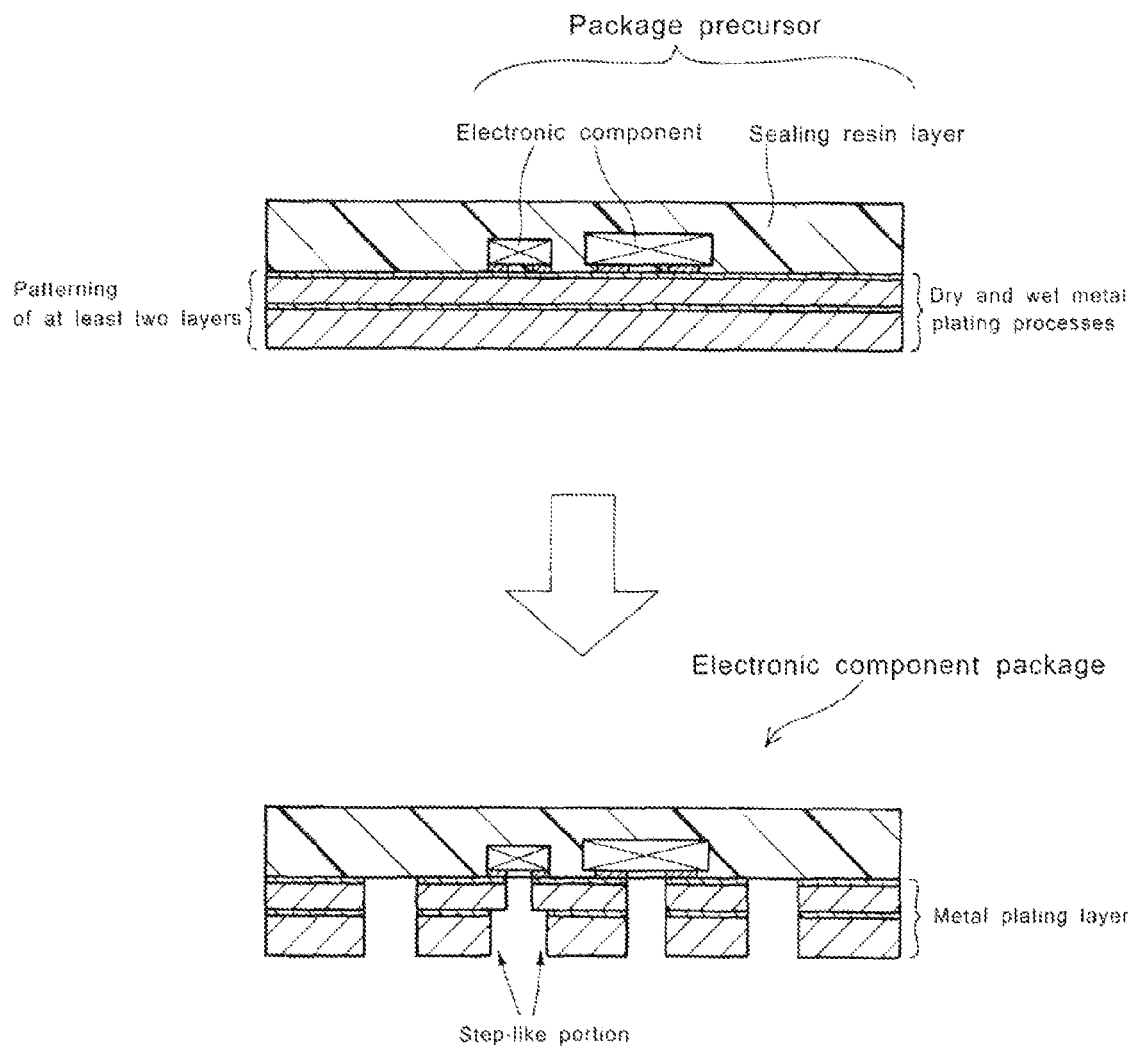 Package precursor
Electronic component
Sealing resin layer
Patterning
of at least two layers
Dry and wet metal
plating processes
Electronic component package
Metal plating layer
Step-like portion